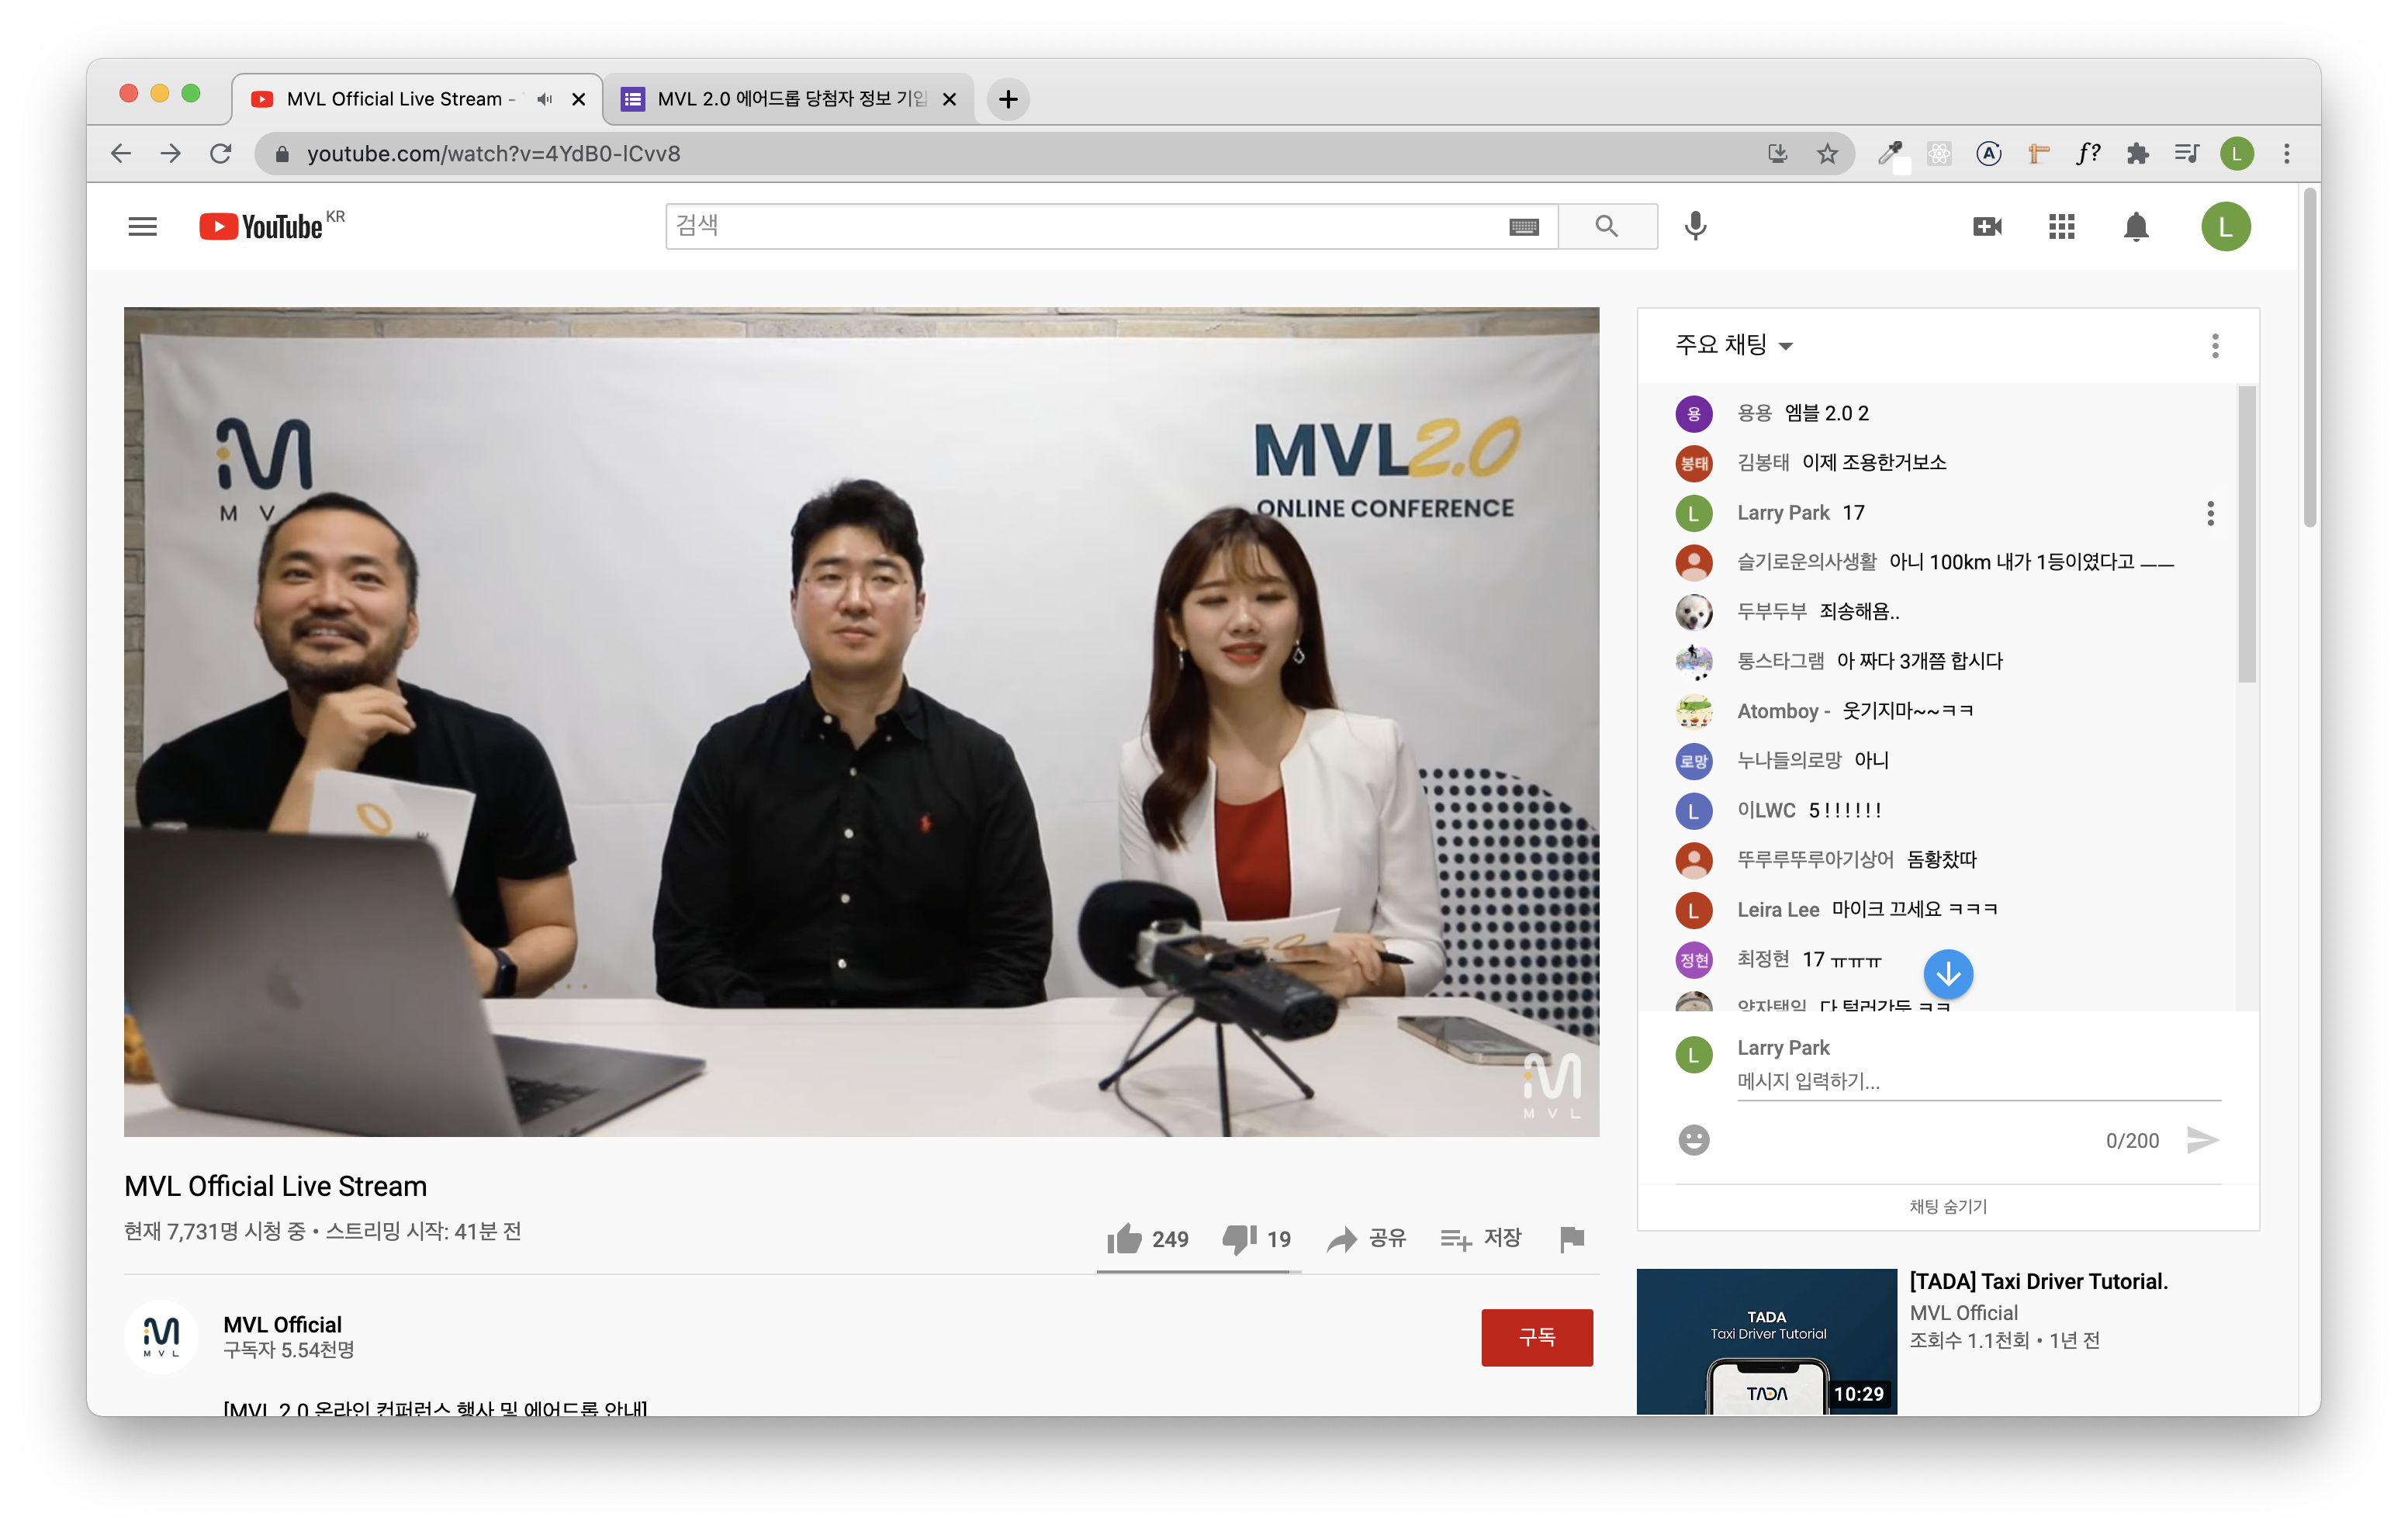 MVL Official Live Stream -
MVL 2.0 에어드롭 당첨자 정보 기입
youtube.com/watch?v=4YdB0-lCvv8
f?
L
YouTube KR
검색
L
MVL 2.0
ONLINE CONFERENCE
M V
MVL
MVL Official Live Stream
현재 7,731명 시청 중 • 스트리밍 시작: 41분 전
249
19
공유
저장
MVL
MVL Official
구독자 5.54천명
구독
[MVL 2.0 온라인 컨퍼런스 행사 및 에어드롭 안내]
주요 채팅
용 용용 엠블 2.0 2
봉태 김봉태 이제 조용한거보소
L Larry Park 17
슬기로운의사생활 아니 100km 내가 1등이였다고 ㅡㅡ
두부두부 죄송해욤..
통스타그램 아 짜다 3개쯤 합시다
Atomboy - 웃기지마~~ㅋㅋ
로망 누나들의로망 아니
L 이LWC 5 ! ! ! ! ! !
뚜루루뚜루아기상어 돔황찼따
L Leira Lee 마이크 끄세요 ㅋㅋㅋ
정현 최정현 17 ㅠㅠㅠ
다 털러간듯 ㅋㅋ
L Larry Park
메시지 입력하기...
0/200
채팅 숨기기
TADA
Taxi Driver Tutorial
TADA
10:29
[TADA] Taxi Driver Tutorial.
MVL Official
조회수 1.1천회 • 1년 전